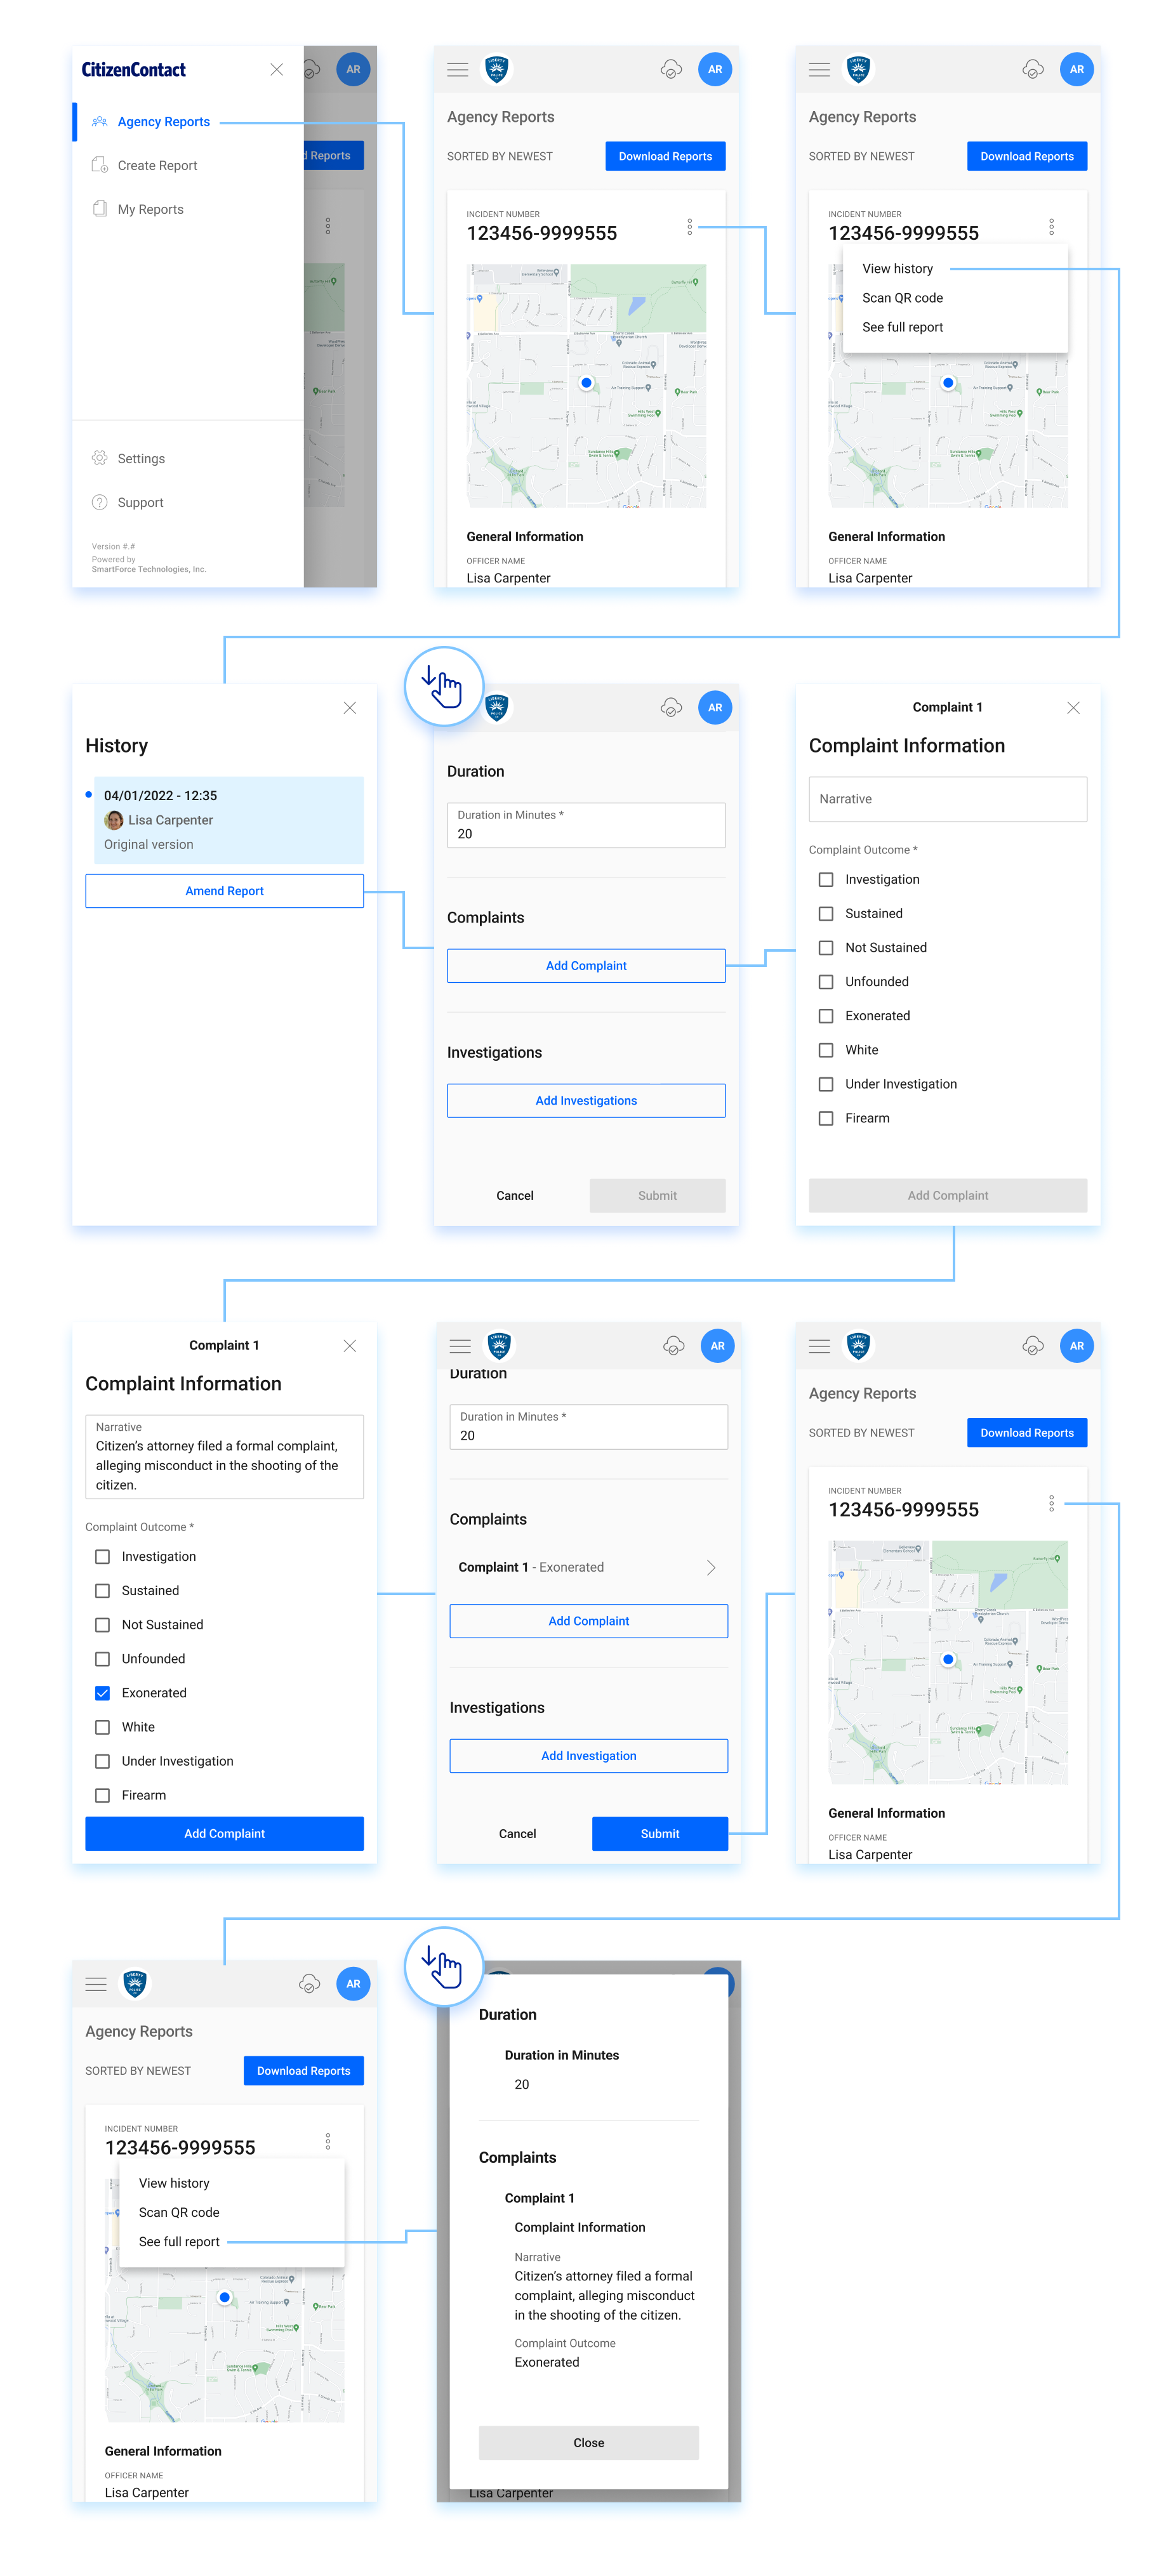 CitizenContact
AR
Agency Reports
d Reports
Create Report
My Reports
Settings
Support
Version #.#
Powered by
SmartForce Technologies, Inc.
AR
Agency Reports
SORTED BY NEWEST
Download Reports
INCIDENT NUMBER
123456-9999555
General Information
OFFICER NAME
Lisa Carpenter
AR
Agency Reports
SORTED BY NEWEST
Download Reports
INCIDENT NUMBER
123456-9999555
View history
Scan QR code
See full report
General Information
OFFICER NAME
Lisa Carpenter
History
04/01/2022 - 12:35
Lisa Carpenter
Original version
Amend Report
AR
Duration
Duration in Minutes *
20
Complaints
Add Complaint
Investigations
Add Investigations
Cancel
Submit
Complaint 1
Complaint Information
Narrative
Complaint Outcome *
Investigation
Sustained
Not Sustained
Unfounded
Exonerated
White
Under Investigation
Firearm
Add Complaint
Complaint 1
Complaint Information
Narrative
Citizen's attorney filed a formal complaint,
alleging misconduct in the shooting of the
citizen.
Complaint Outcome *
Investigation
Sustained
Not Sustained
Unfounded
Exonerated
White
Under Investigation
Firearm
Add Complaint
AR
Duration
Duration in Minutes *
20
Complaints
Complaint 1 - Exonerated
Add Complaint
Investigations
Add Investigation
Cancel
Submit
AR
Agency Reports
SORTED BY NEWEST
Download Reports
INCIDENT NUMBER
123456-9999555
General Information
OFFICER NAME
Lisa Carpenter
AR
Agency Reports
SORTED BY NEWEST
Download Reports
INCIDENT NUMBER
123456-9999555
View history
Scan QR code
See full report
General Information
OFFICER NAME
Lisa Carpenter
Duration
Duration in Minutes
20
Complaints
Complaint 1
Complaint Information
Narrative
Citizen's attorney filed a formal
complaint, alleging misconduct
in the shooting of the citizen.
Complaint Outcome
Exonerated
Close
Lisa Carpenter